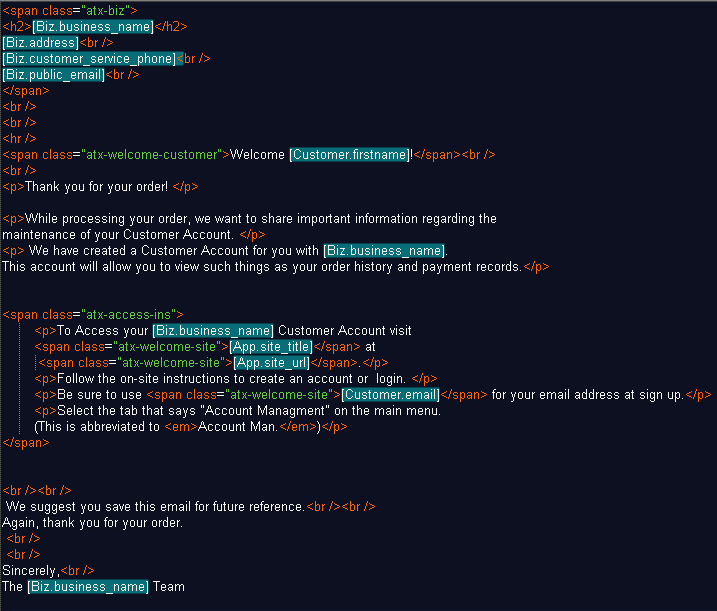 <span class="atx-biz">
<h2>[Biz.business_name]</h2>
[Biz.address]<br />
[Biz.customer_service_phone]<br />
[Biz.public_email]<br />
</span>
<br />
<br />
<hr />
<span class="atx-welcome-customer">Welcome [Customer.firstname]!</span><br />
<br />
<p>Thank you for your order! </p>
<p>While processing your order, we want to share important information regarding the
maintenance of your Customer Account. </p>
<p> We have created a Customer Account for you with [Biz.business_name].
This account will allow you to view such things as your order history and payment records.</p>
<span class="atx-access-ins">
<p>To Access your [Biz.business_name] Customer Account visit
<span class="atx-welcome-site">[App.site_title]</span> at
<span class="atx-welcome-site">[App.site_url]</span>.</p>
<p>Follow the on-site instructions to create an account or  login. </p>
<p>Be sure to use <span class="atx-welcome-site">[Customer.email]</span> for your email address at sign up.</p>
<p>Select the tab that says "Account Managment" on the main menu.
(This is abbreviated to <em>Account Man.</em>)</p>
</span>
<br /><br />
We suggest you save this email for future reference.<br /><br />
Again, thank you for your order.
<br />
<br />
Sincerely,<br />
The [Biz.business_name] Team